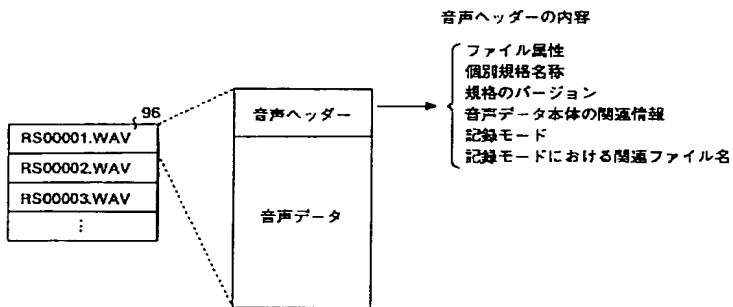 音声ヘッダーの内容
ファイル属性
個別規格名称
規格のバージョン
音声データ本体の関連情報
記録モード
記録モードにおける関連ファイル名
96
音声ヘッダー
RS00001.WAV
RS00002.WAV
RS00003.WAV
⋮
音声データ